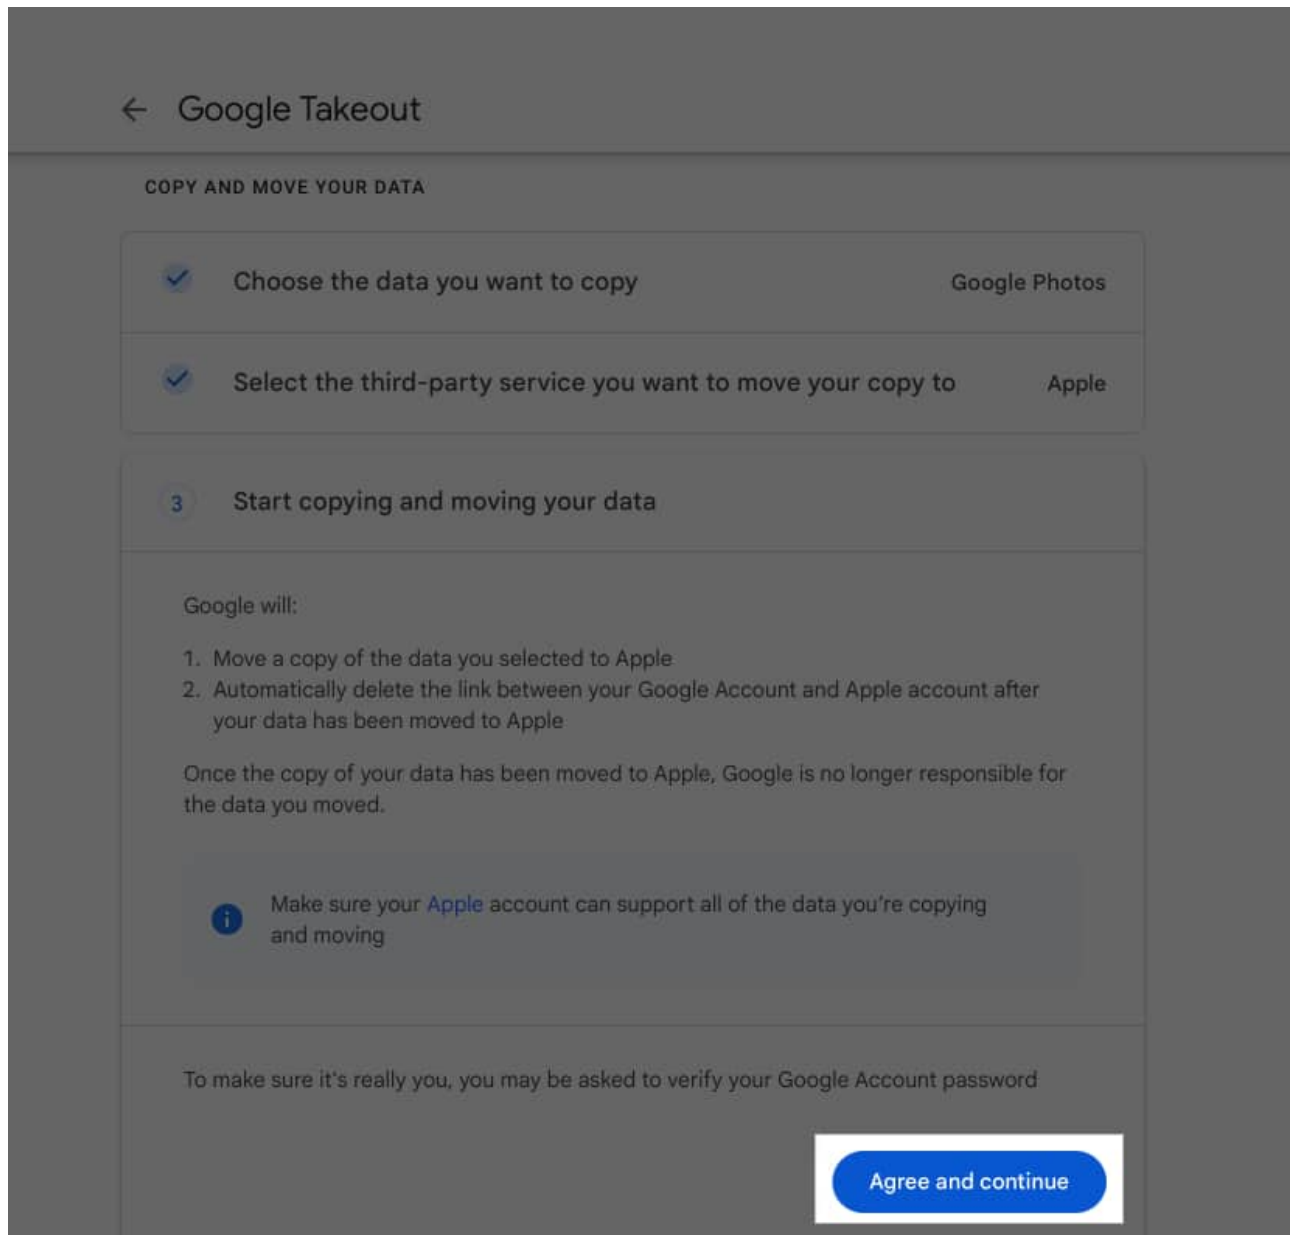 Google Takeout
COPY AND MOVE YOUR DATA
Choose the data you want to copy Google Photos
Select the third-party service you want to move your copy to Apple
3 Start copying and moving your data
Google will:
1. Move a copy of the data you selected to Apple
2. Automatically delete the link between your Google Account and Apple account after
your data has been moved to Apple
Once the copy of your data has been moved to Apple, Google is no longer responsible for
the data you moved.
Make sure your Apple account can support all of the data you're copying
and moving
To make sure it's really you, you may be asked to verify your Google Account password
Agree and continue